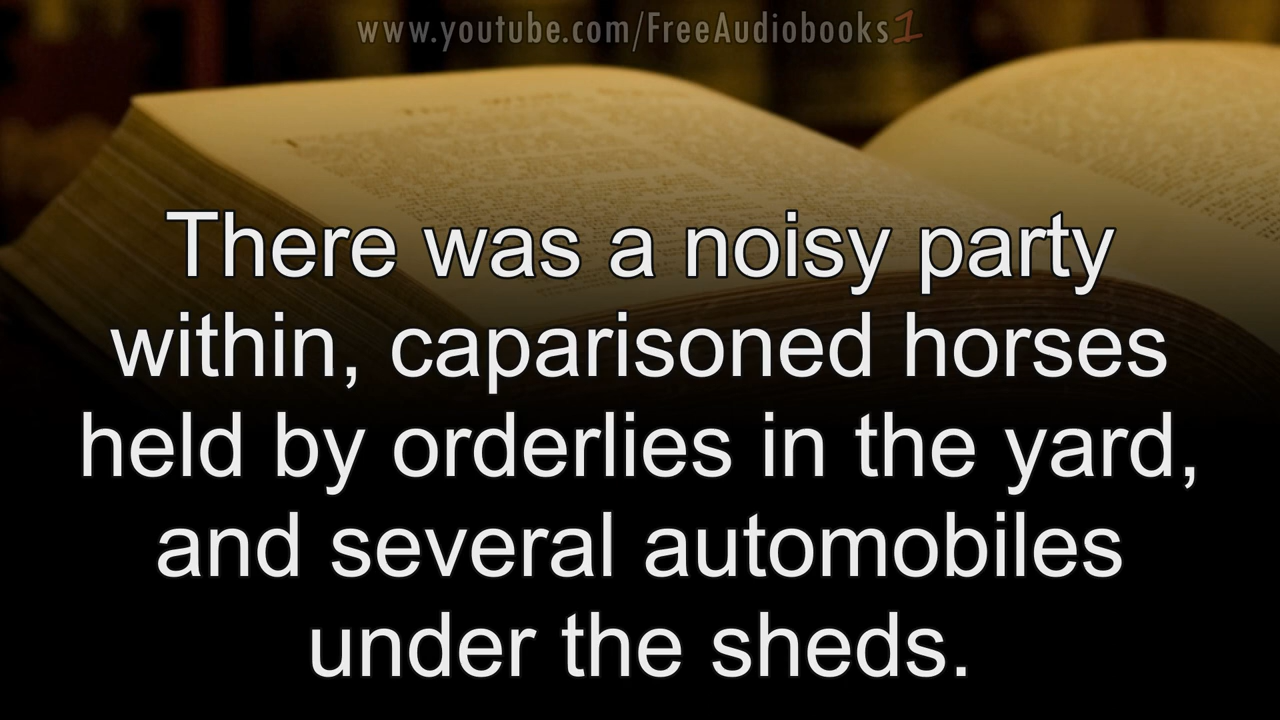 www.youtube.com/FreeAudiobooks1
There was a noisy party
within, caparisoned horses
held by orderlies in the yard,
and several automobiles
under the sheds.